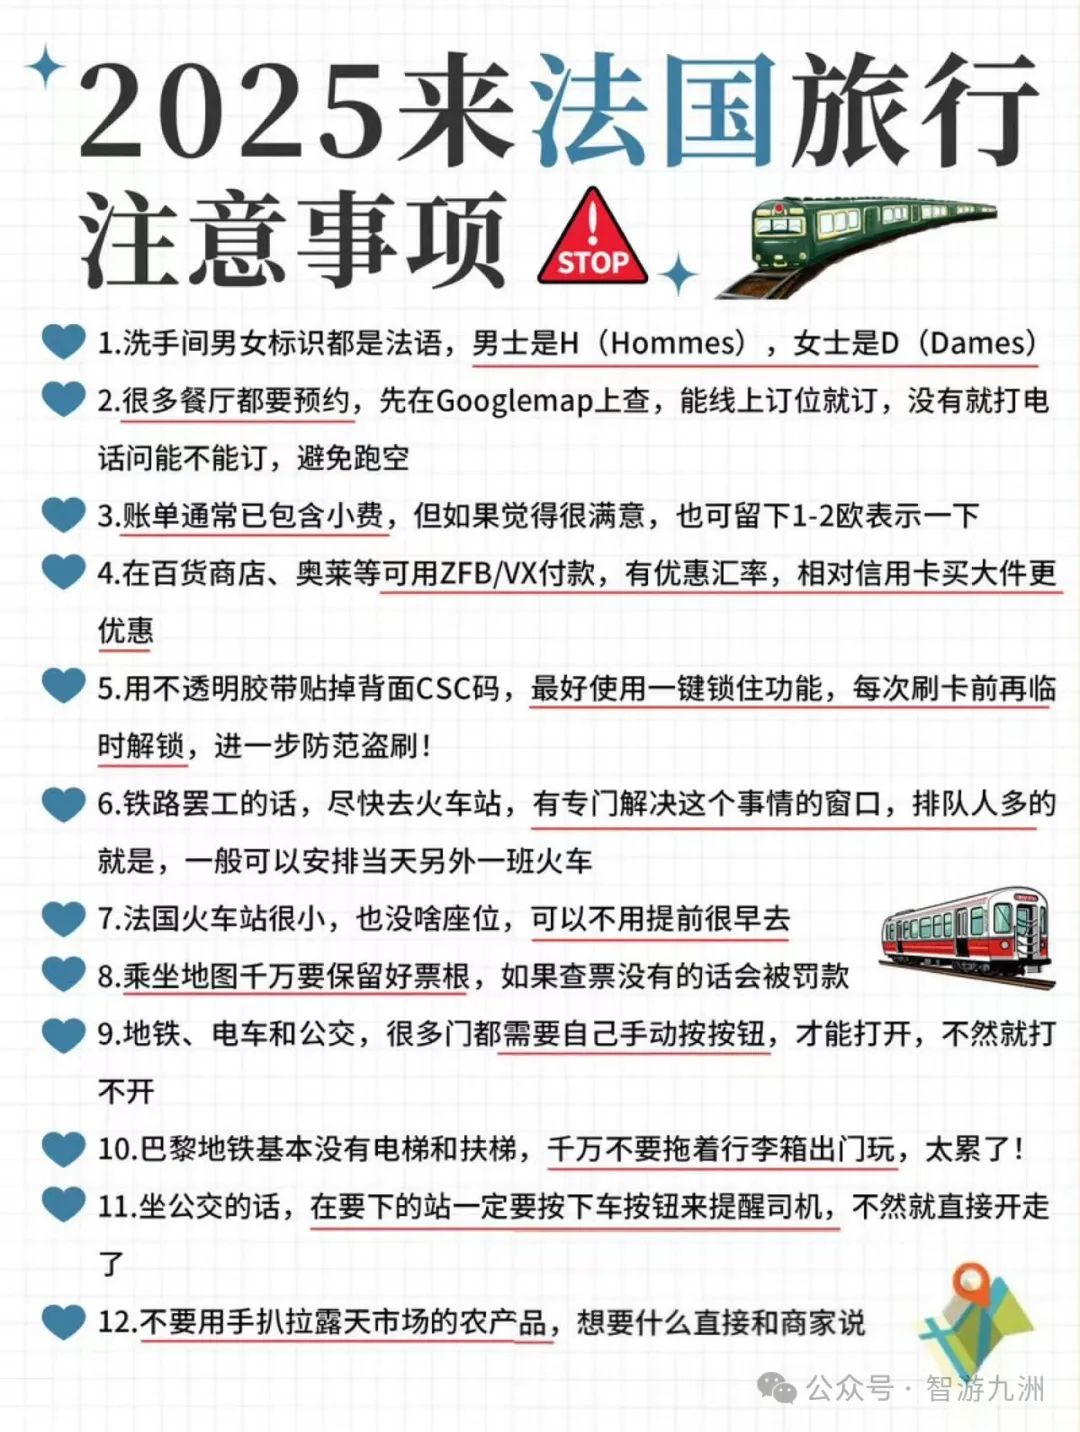 2025来法国旅行
注意事项
STOP
1.洗手间男女标识都是法语，男士是H（Hommes），女士是D（Dames）
2.很多餐厅都要预约，先在Googlemap上查，能线上订位就订，没有就打电
话问能不能订，避免跑空
3.账单通常已包含小费，但如果觉得很满意，也可留下1-2欧表示一下
4.在百货商店、奥莱等可用ZFB/VX付款，有优惠汇率，相对信用卡买大件更
优惠
5.用不透明胶带贴掉背面CSC码，最好使用一键锁住功能，每次刷卡前再临
时解锁，进一步防范盗刷！
6.铁路罢工的话，尽快去火车站，有专门解决这个事情的窗口，排队人多的
就是，一般可以安排当天另外一班火车
7.法国火车站很小，也没啥座位，可以不用提前很早去
8.乘坐地图千万要保留好票根，如果查票没有的话会被罚款
9.地铁、电车和公交，很多门都需要自己手动按按钮，才能打开，不然就打
不开
10.巴黎地铁基本没有电梯和扶梯，千万不要拖着行李箱出门玩，太累了！
11.坐公交的话，在要下的站一定要按下车按钮来提醒司机，不然就直接开走
了
12.不要用手扒拉露天市场的农产品，想要什么直接和商家说
公众号·智游九洲